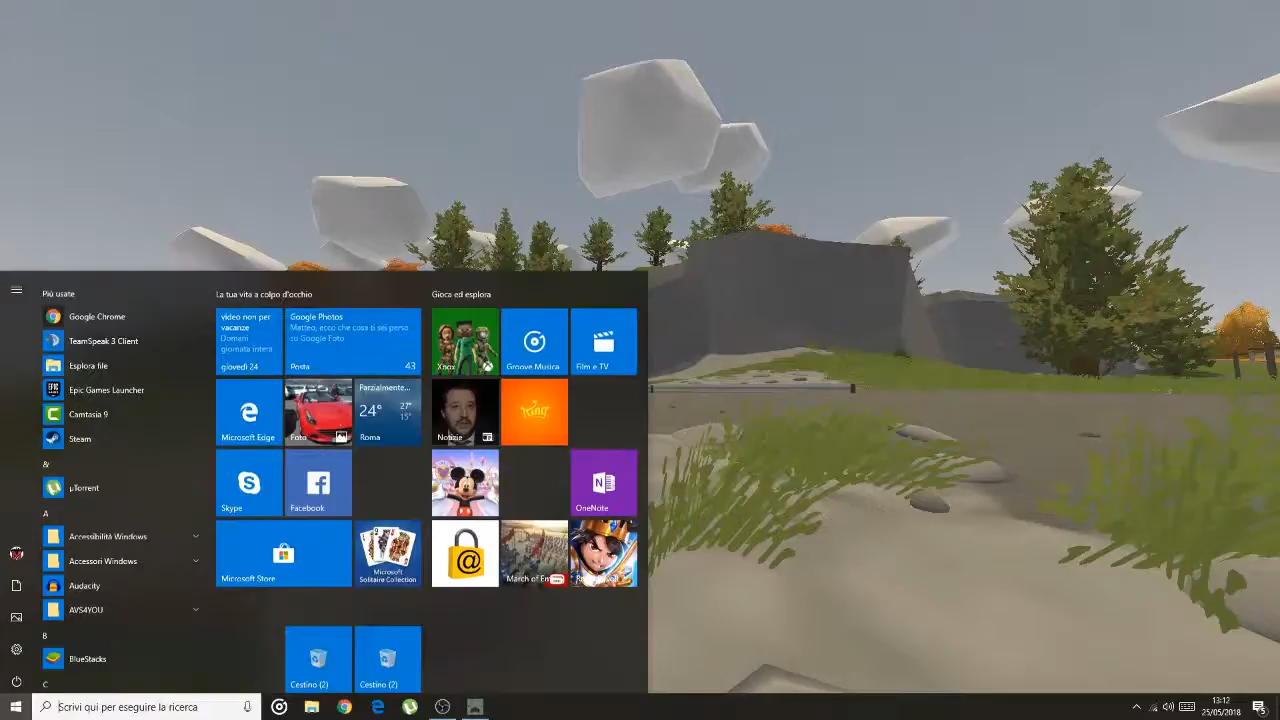 Più usate
Google Chrome
TeamSpeak 3 Client
Esplora file
Epic Games Launcher
Camtasia 9
Steam
&
µTorrent
A
Accessibilità Windows
Accessori Windows
Audacity
AVS4YOU
B
BlueStacks
C
La tua vita a colpo d'occhio
video non per
vacanze
Domani
giornata intera
giovedì 24
Google Photos
Matteo, ecco che cosa ti sei perso
su Google Foto
Posta
43
Microsoft Edge
Foto
Parzialmente...
24°
27°
15°
Roma
Skype
Facebook
Microsoft Store
Microsoft
Solitaire Collection
Cestino (2)
Cestino (2)
Gioca ed esplora
Xbox
Groove Musica
Film e TV
Notizie
King
N
OneNote
@
March of Em
Scrivi qui per eseguire la ricerca
13:12
25/05/2018